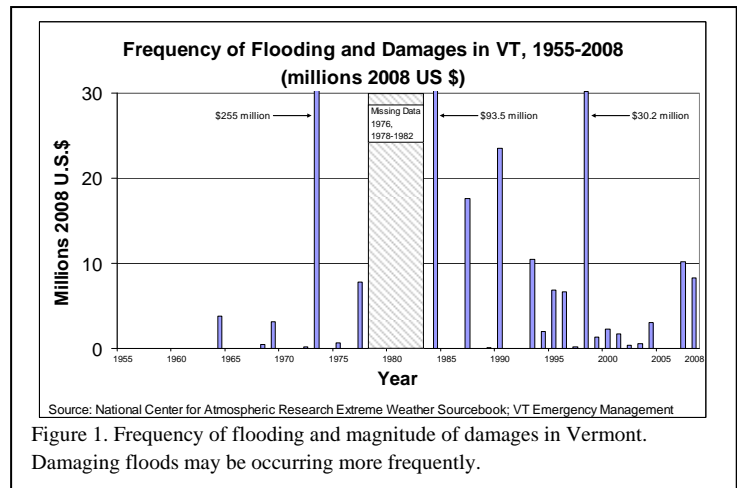 Frequency of Flooding and Damages in VT, 1955-2008
(millions 2008 US $)
Millions 2008 U.S.$
30
20
10
0
$255 million
Missing Data
1976,
1978-1982
$93.5 million
$30.2 million
1955 1960 1965 1970 1975 1980 1985 1990 1995 2000 2005 2008
Year
Source: National Center for Atmospheric Research Extreme Weather Sourcebook; VT Emergency Management
Figure 1. Frequency of flooding and magnitude of damages in Vermont.
Damaging floods may be occurring more frequently.